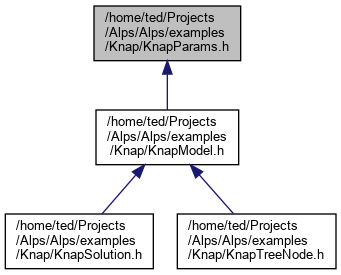 /home/ted/Projects
/Alps/Alps/examples
/Knap/KnapParams.h
/home/ted/Projects
/Alps/Alps/examples
/Knap/KnapModel.h
/home/ted/Projects
/Alps/Alps/examples
/Knap/KnapSolution.h
/home/ted/Projects
/Alps/Alps/examples
/Knap/KnapTreeNode.h